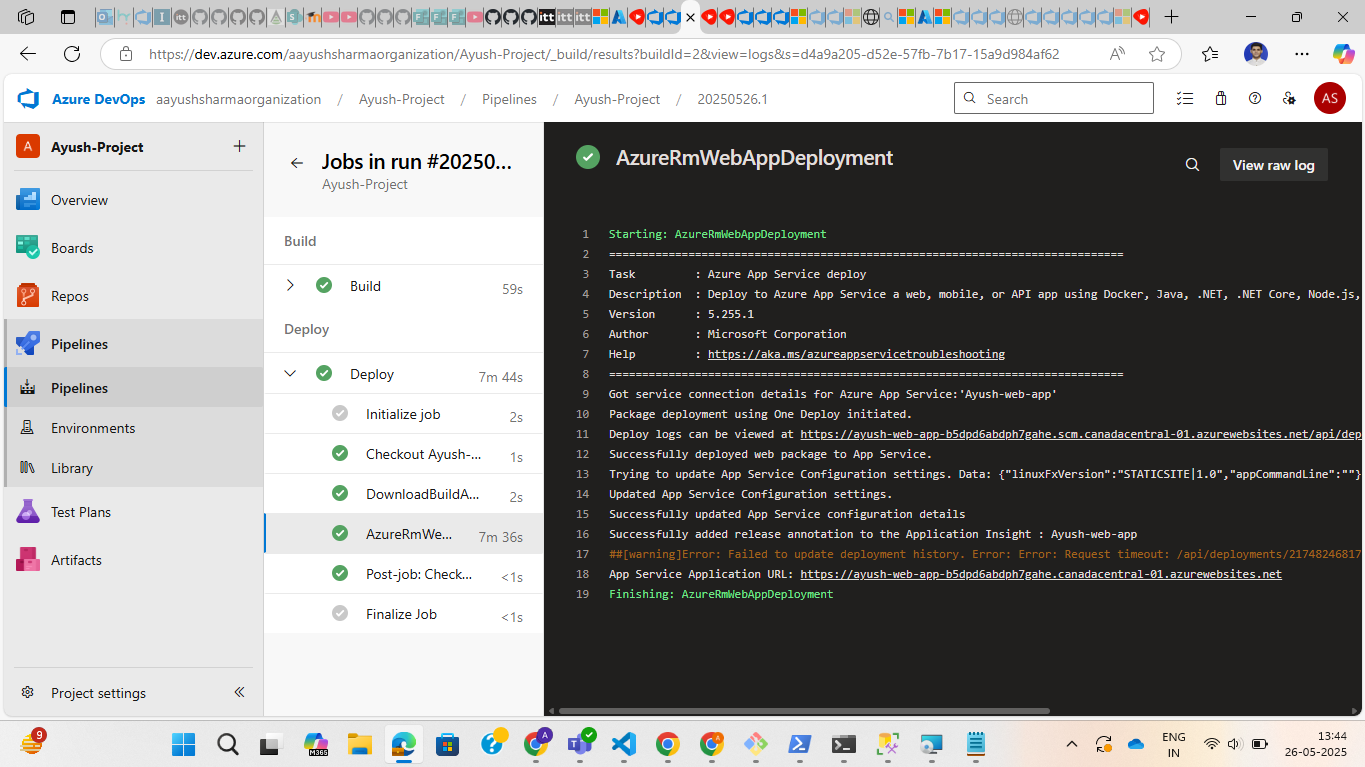 https://dev.azure.com/aayushsharmaorganization/Ayush-Project/_build/results?buildId=2&view=logs&s=d4a9a205-d52e-57fb-7b17-15a9d984af62
Azure DevOps aayushsharmaorganization / Ayush-Project / Pipelines / Ayush-Project / 20250526.1
Search
AS
A Ayush-Project
Overview
Boards
Repos
Pipelines
Pipelines
Environments
Library
Test Plans
Artifacts
Project settings
Jobs in run #20250...
Ayush-Project
Build
Build 59s
Deploy
Deploy 7m 44s
Initialize job 2s
Checkout Ayush-... 1s
DownloadBuildA... 2s
AzureRmWe... 7m 36s
Post-job: Check... <1s
Finalize Job <1s
AzureRmWebAppDeployment
View raw log
1 Starting: AzureRmWebAppDeployment
2 ==============================================================================
3 Task : Azure App Service deploy
4 Description : Deploy to Azure App Service a web, mobile, or API app using Docker, Java, .NET, .NET Core, Node.js,
5 Version : 5.255.1
6 Author : Microsoft Corporation
7 Help : https://aka.ms/azureappservicetroubleshooting
8 ==============================================================================
9 Got service connection details for Azure App Service:'Ayush-web-app'
10 Package deployment using One Deploy initiated.
11 Deploy logs can be viewed at https://ayush-web-app-b5dpd6abdph7gahe.scm.canadacentral-01.azurewebsites.net/api/dep
12 Successfully deployed web package to App Service.
13 Trying to update App Service Configuration settings. Data: {"linuxFxVersion":"STATICSITE|1.0","appCommandLine":""}
14 Updated App Service Configuration settings.
15 Successfully updated App Service configuration details
16 Successfully added release annotation to the Application Insight : Ayush-web-app
17 ##[warning]Error: Failed to update deployment history. Error: Error: Request timeout: /api/deployments/21748246817
18 App Service Application URL: https://ayush-web-app-b5dpd6abdph7gahe.canadacentral-01.azurewebsites.net
19 Finishing: AzureRmWebAppDeployment
9
M365
A
ENG
IN
13:44
26-05-2025